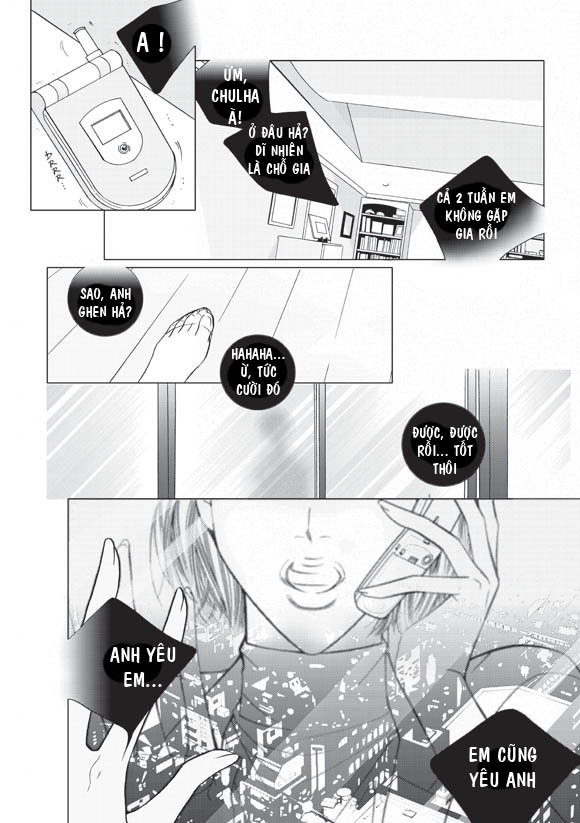 A !
ĐRRR...
ỪM,
CHULHA
À!
Ở ĐÂU HẢ?
DĨ NHIÊN
LÀ CHỖ GIA
CẢ 2 TUẦN EM
KHÔNG GẶP
GIA RỒI
SAO, ANH
GHEN HẢ?
HAHAHA...
Ừ, TỨC
CƯỜI ĐÓ
ĐƯỢC, ĐƯỢC
RỒI... TỐT
THÔI
ANH YÊU
EM...
EM CŨNG
YÊU ANH